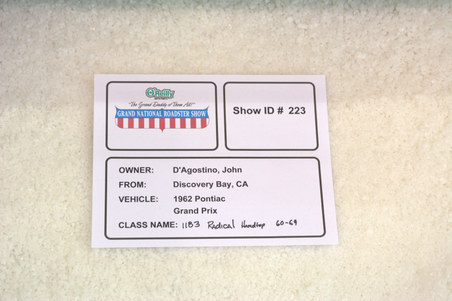 O'Reilly
"The Grand Daddy of Them All"
GRAND NATIONAL ROADSTER SHOW
Show ID # 223
OWNER: D'Agostino, John
FROM: Discovery Bay, CA
VEHICLE: 1962 Pontiac
Grand Prix
CLASS NAME: 1183 Radical Hardtop 60-69